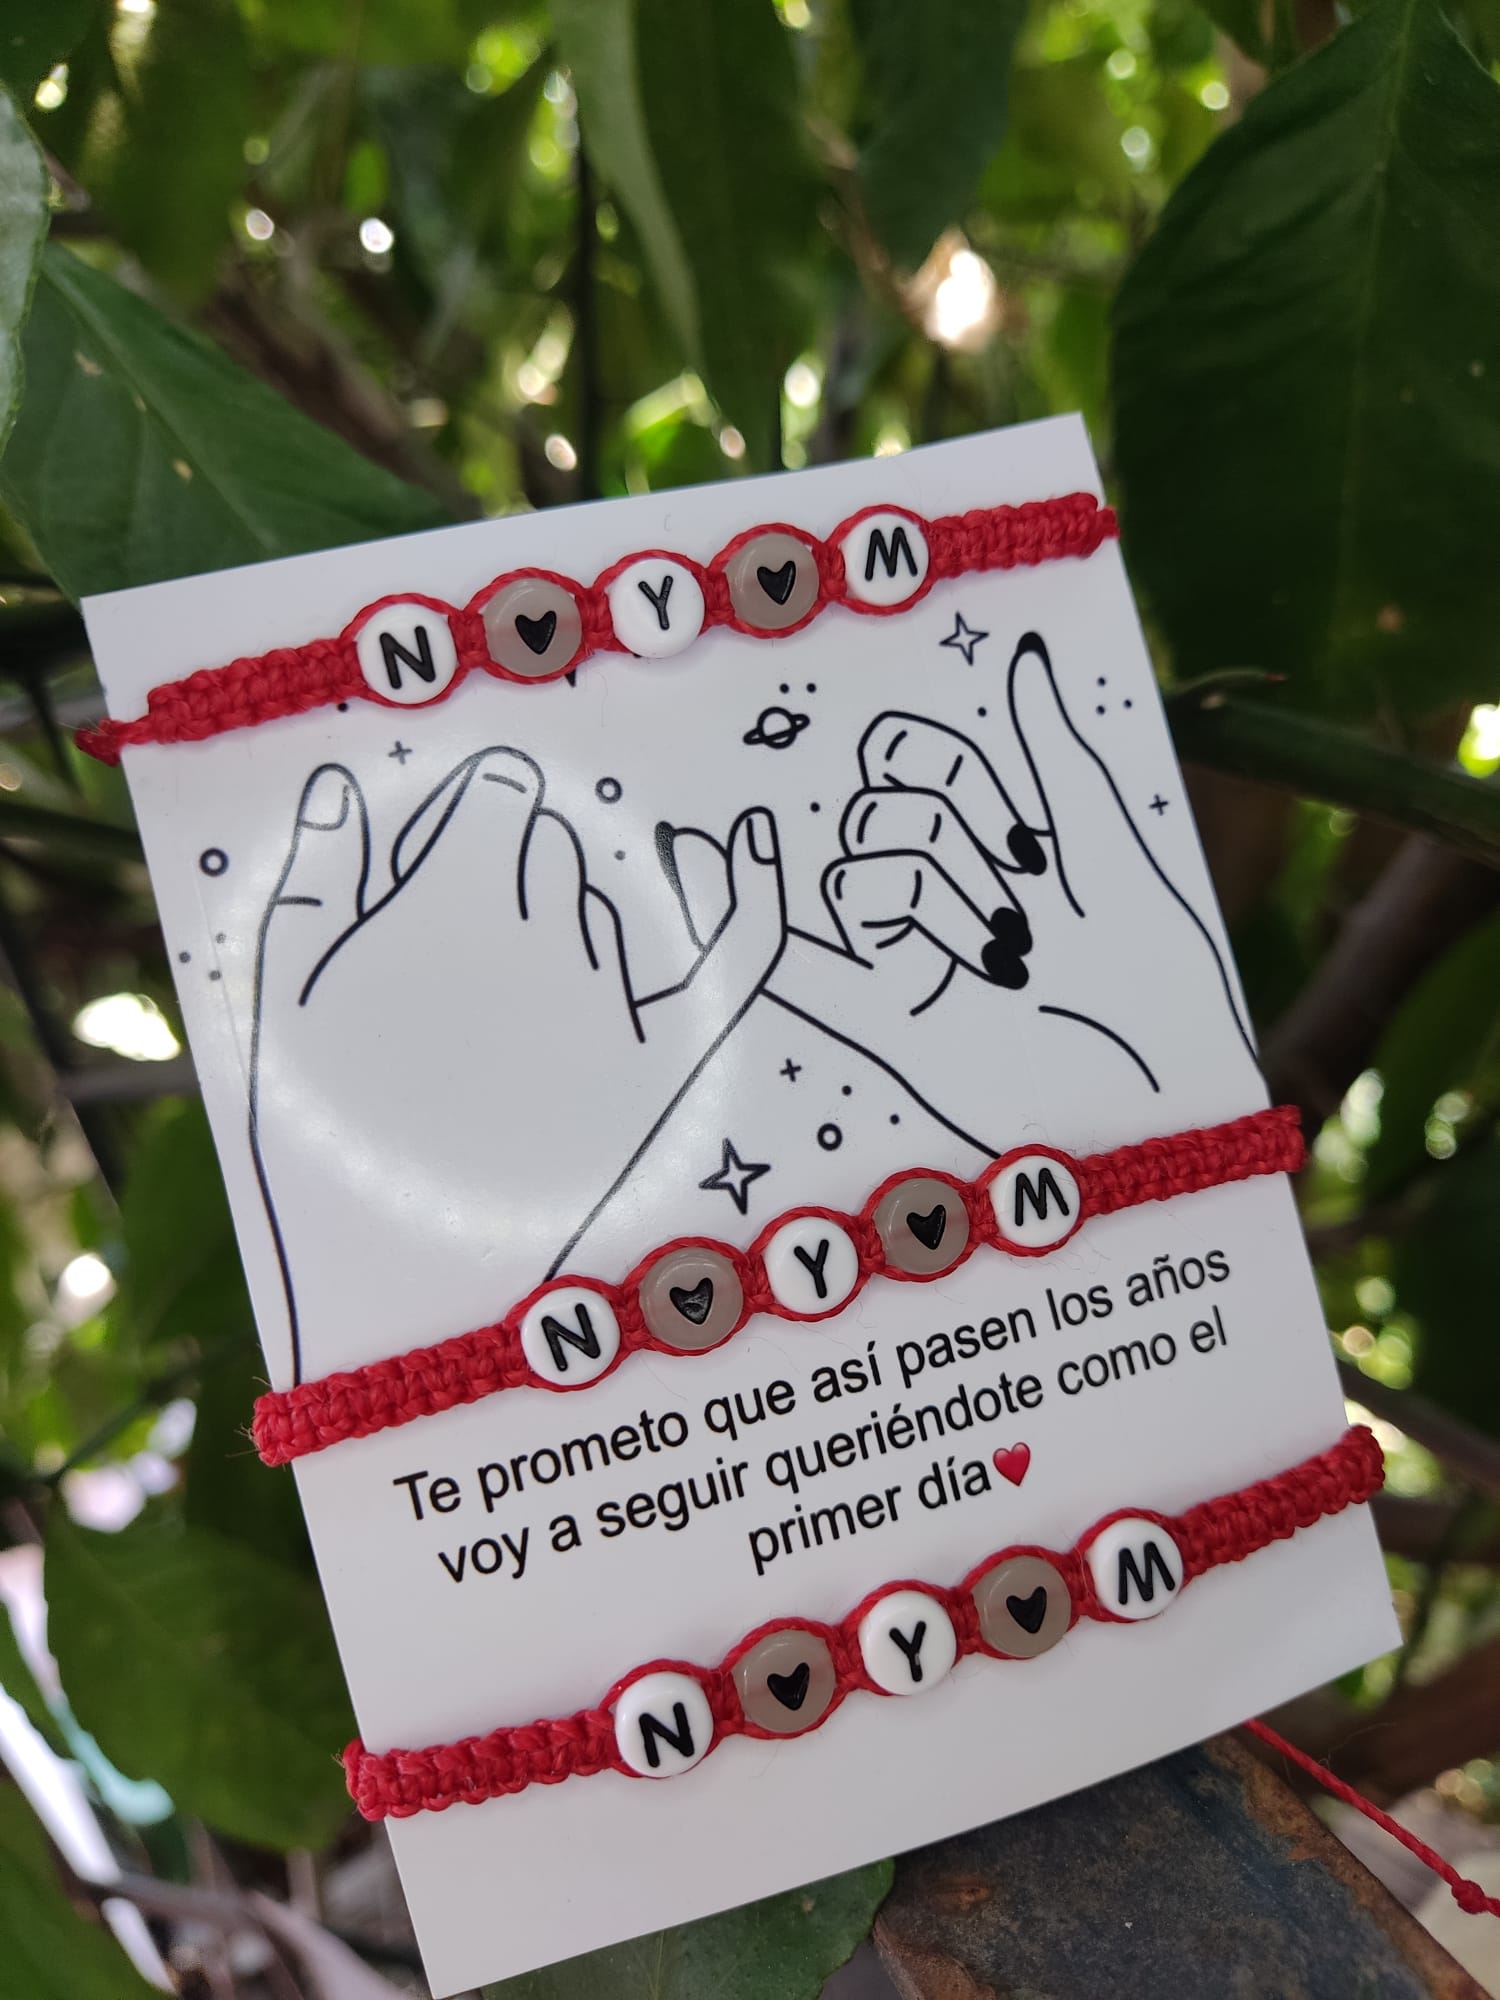 N ♥ Y ♥ M
N ♥ Y ♥ M
Te prometo que así pasen los años
voy a seguir queriéndote como el
primer día❤
N ♥ Y ♥ M